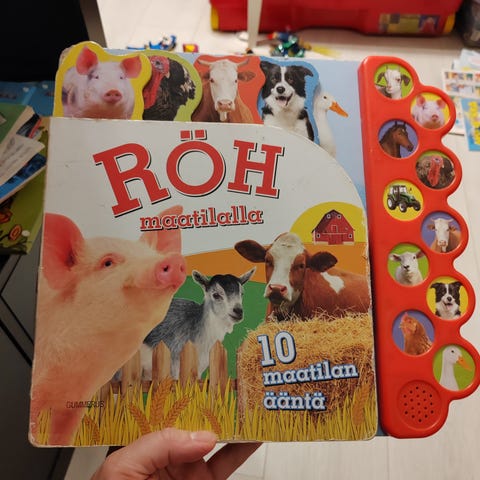 RÖH
maatilalla
10
maatilan
ääntä
GUMMERUS